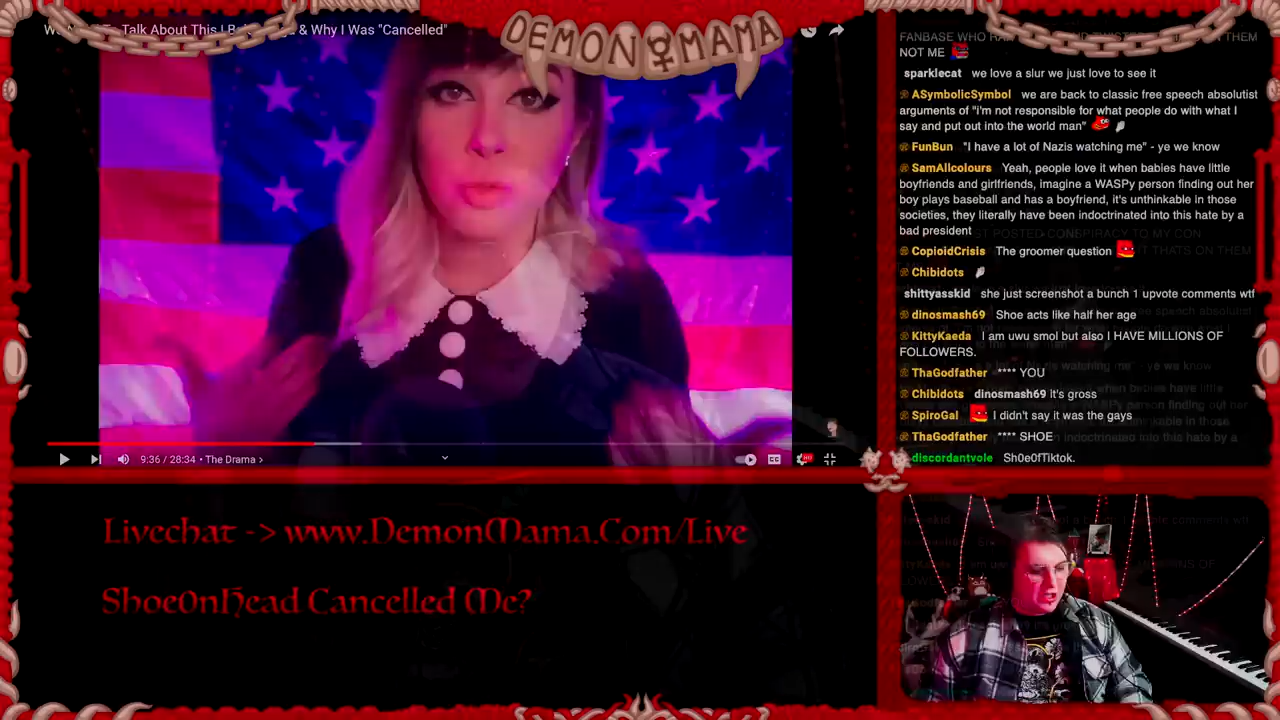 Talk About This
& Why I Was "Cancelled"
DEMON MAMA
NOT ME
sparklecat we love a slur we just love to see it
ASymbolicSymbol we are back to classic free speech absolutist
arguments of "i'm not responsible for what people do with what I
say and put out into the world man"
FunBun "I have a lot of Nazis watching me" - ye we know
SamAllcolours Yeah, people love it when babies have little
boyfriends and girlfriends, imagine a WASPy person finding out her
boy plays baseball and has a boyfriend, it's unthinkable in those
societies, they literally have been indoctrinated into this hate by a
bad president
CopioidCrisis The groomer question
Chibidots
shittyasskid she just screenshot a bunch 1 upvote comments wtf
dinosmash69 Shoe acts like half her age
KittyKaeda I am uwu smol but also I HAVE MILLIONS OF
FOLLOWERS.
ThaGodfather **** YOU
Chibidots dinosmash69 It's gross
SpiroGal I didn't say it was the gays
ThaGodfather **** SHOE
discordantvole Sh0e0fTiktok.
9:36 / 28:34 • The Drama ›
CC
HD
Livechat -> www.DemonMama.Com/Live
Shoe0nHead Cancelled Me?